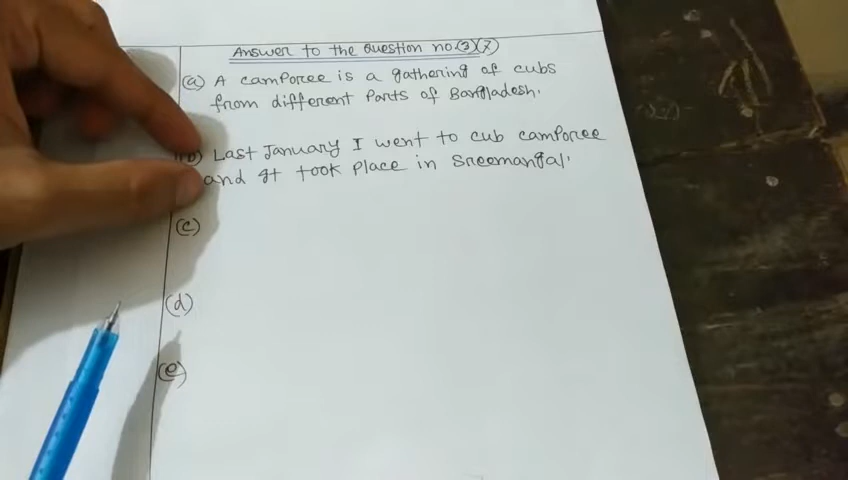 Answer to the Question no.(3)(7)
(a) A camporee is a gathering of cubs
from different Parts of Bangladesh.
(b) Last January I went to cub camporee
and It took place in Sreemangal.
(c)
(d)
(e)